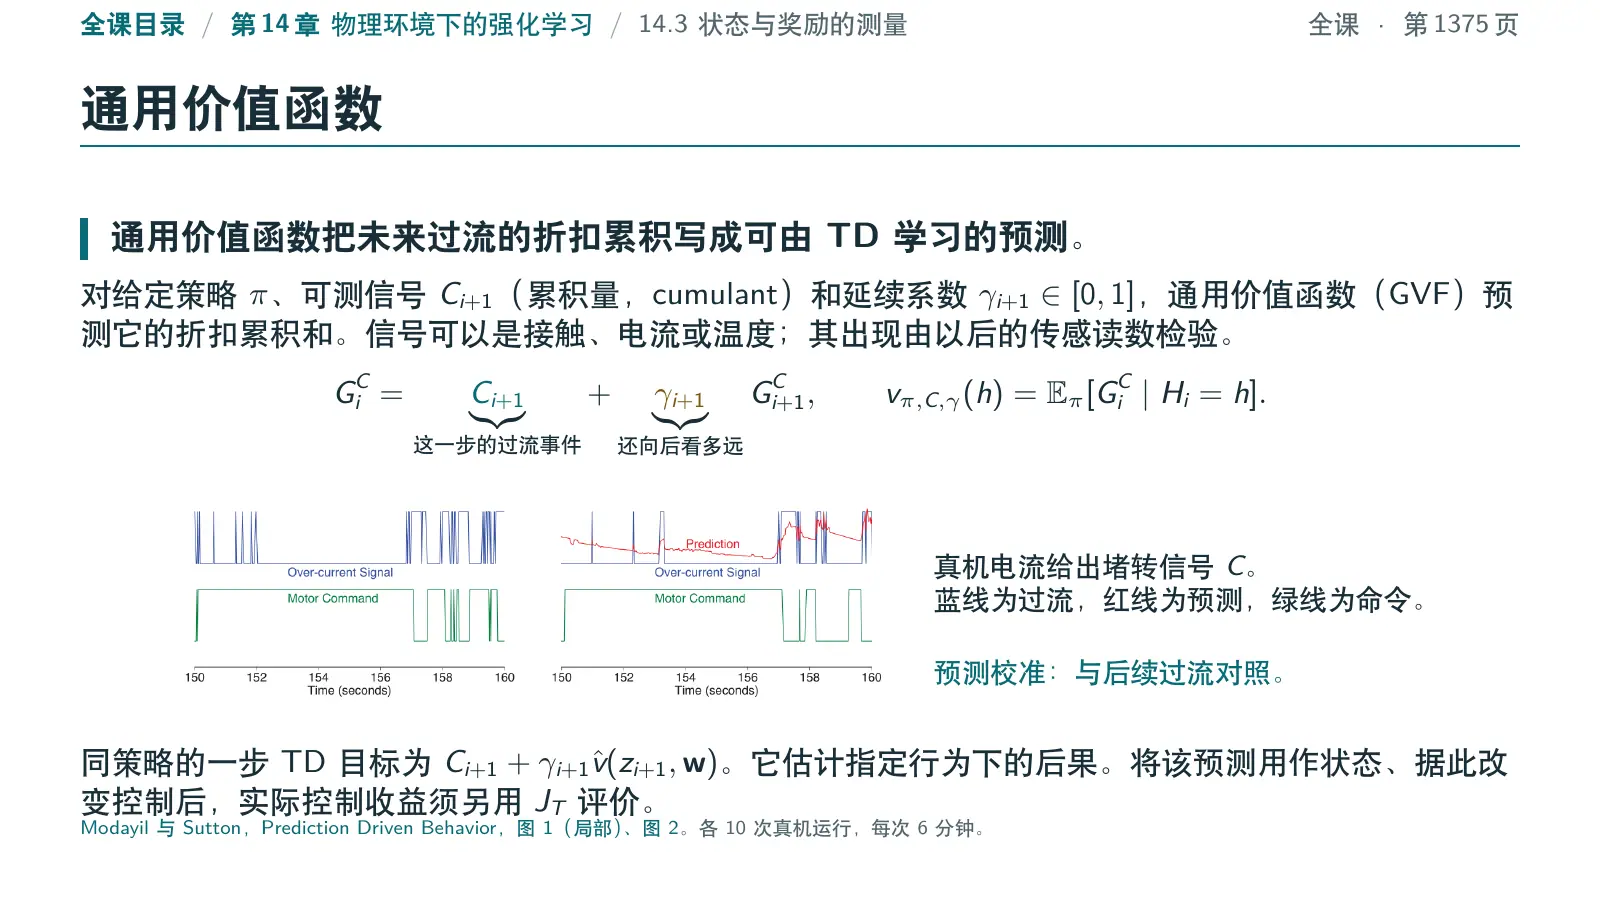 全课目录 / 第 14 章 物理环境下的强化学习 / 14.3 状态与奖励的测量
全课 · 第 1375 页
通用价值函数
通用价值函数把未来过流的折扣累积写成可由 TD 学习的预测。
对给定策略 π、可测信号 C_{i+1}（累积量，cumulant）和延续系数 γ_{i+1} ∈ [0, 1]，通用价值函数（GVF）预
测它的折扣累积和。信号可以是接触、电流或温度；其出现由以后的传感读数检验。
G_i^C = C_{i+1} + γ_{i+1} G_{i+1}^C, v_{π,C,γ}(h) = 𝔼_π[G_i^C | H_i = h].
这一步的过流事件 还向后看多远
Over-current Signal
Motor Command
150 152 154 156 158 160
Time (seconds)
Prediction
Over-current Signal
Motor Command
150 152 154 156 158 160
Time (seconds)
真机电流给出堵转信号 C。
蓝线为过流，红线为预测，绿线为命令。
预测校准：与后续过流对照。
同策略的一步 TD 目标为 C_{i+1} + γ_{i+1} v̂(z_{i+1}, w)。它估计指定行为下的后果。将该预测用作状态、据此改
变控制后，实际控制收益须另用 J_T 评价。
Modayil 与 Sutton，Prediction Driven Behavior，图 1（局部）、图 2。各 10 次真机运行，每次 6 分钟。